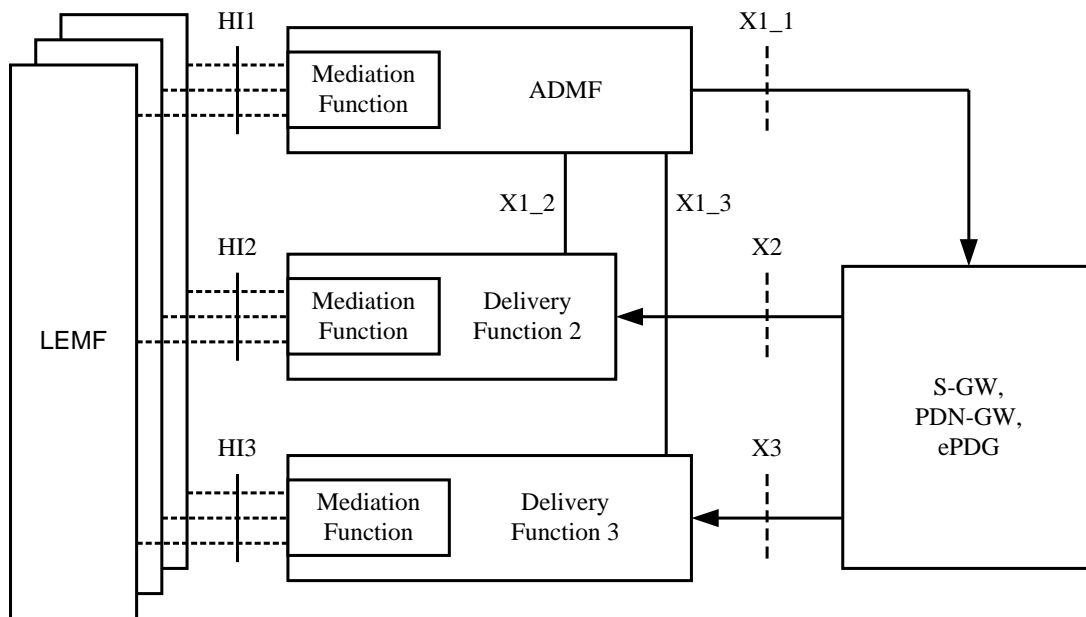 HI1
X1_1
Mediation
Function
ADMF
X1_2
X1_3
HI2
X2
Mediation
Function
Delivery
Function 2
LEMF
S-GW,
PDN-GW,
ePDG
HI3
X3
Mediation
Function
Delivery
Function 3